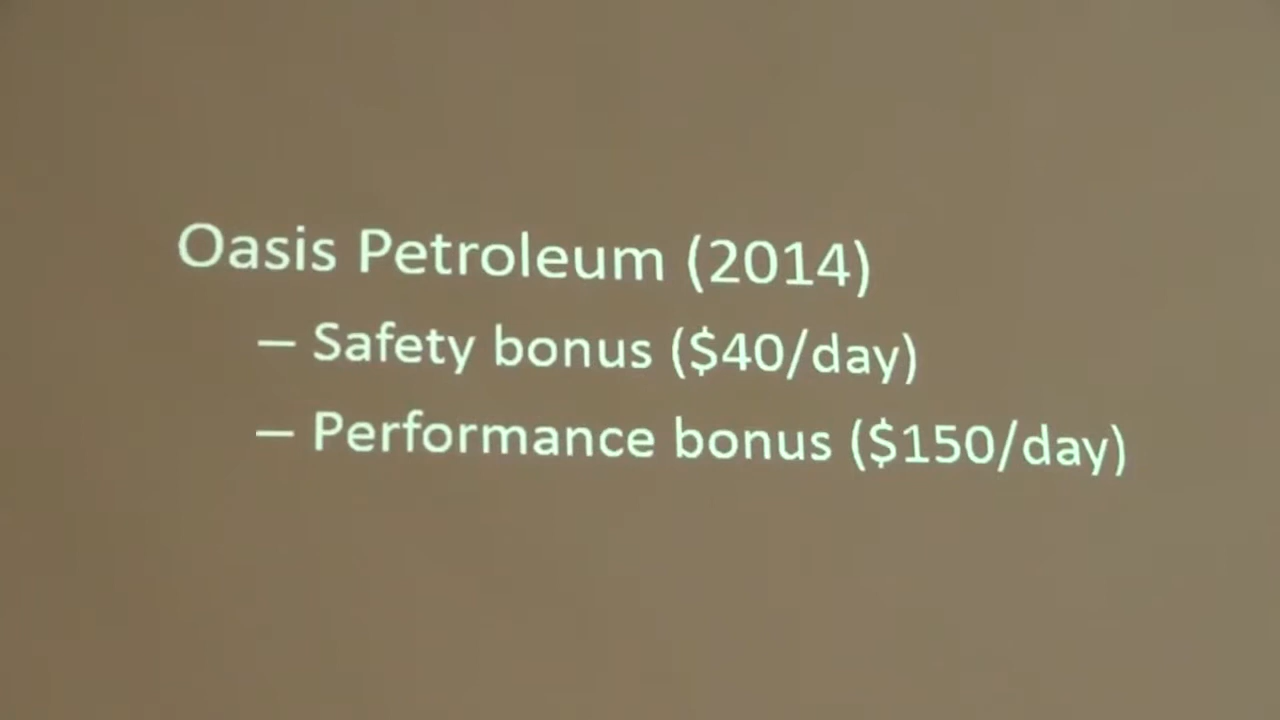 Oasis Petroleum (2014)
– Safety bonus ($40/day)
– Performance bonus ($150/day)